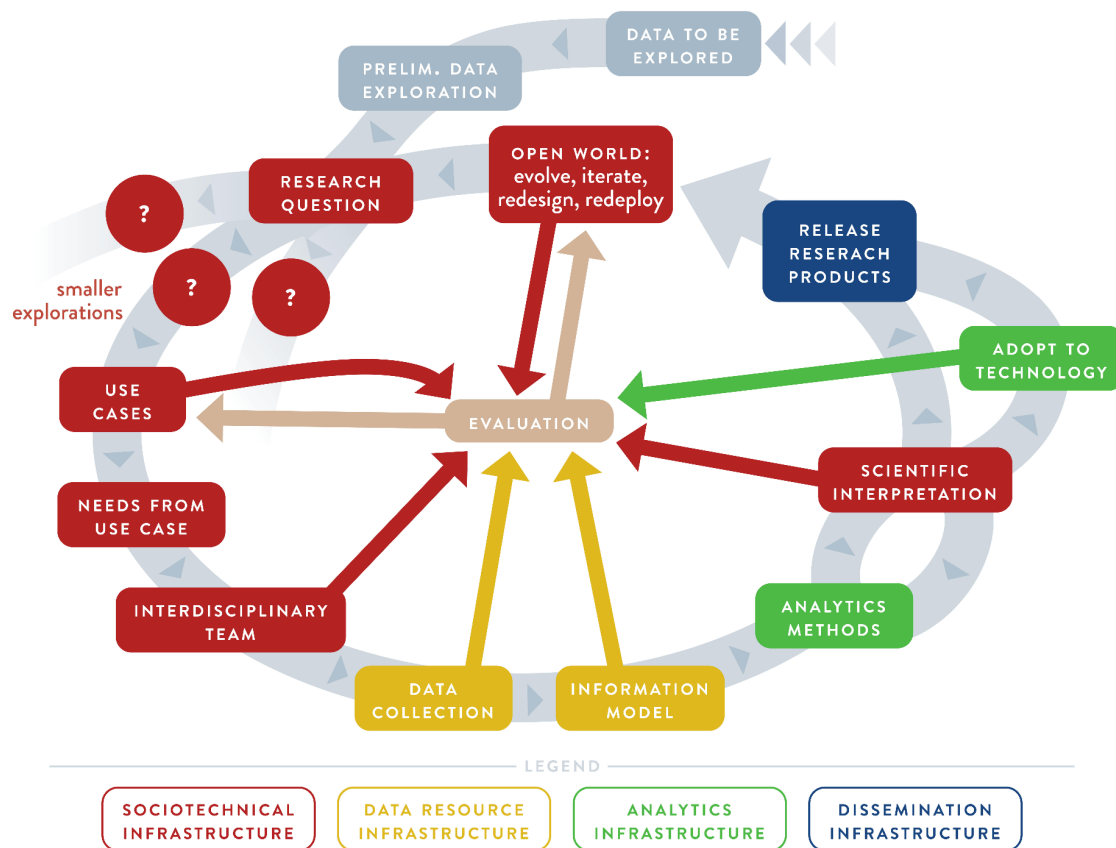 DATA TO BE
EXPLORED
PRELIM. DATA
EXPLORATION
OPEN WORLD:
evolve, iterate,
redesign, redeploy
RESEARCH
QUESTION
?
?
?
smaller
explorations
RELEASE
RESERACH
PRODUCTS
ADOPT TO
TECHNOLOGY
USE
CASES
EVALUATION
SCIENTIFIC
INTERPRETATION
NEEDS FROM
USE CASE
INTERDISCIPLINARY
TEAM
ANALYTICS
METHODS
DATA
COLLECTION
INFORMATION
MODEL
LEGEND
SOCIOTECHNICAL
INFRASTRUCTURE
DATA RESOURCE
INFRASTRUCTURE
ANALYTICS
INFRASTRUCTURE
DISSEMINATION
INFRASTRUCTURE